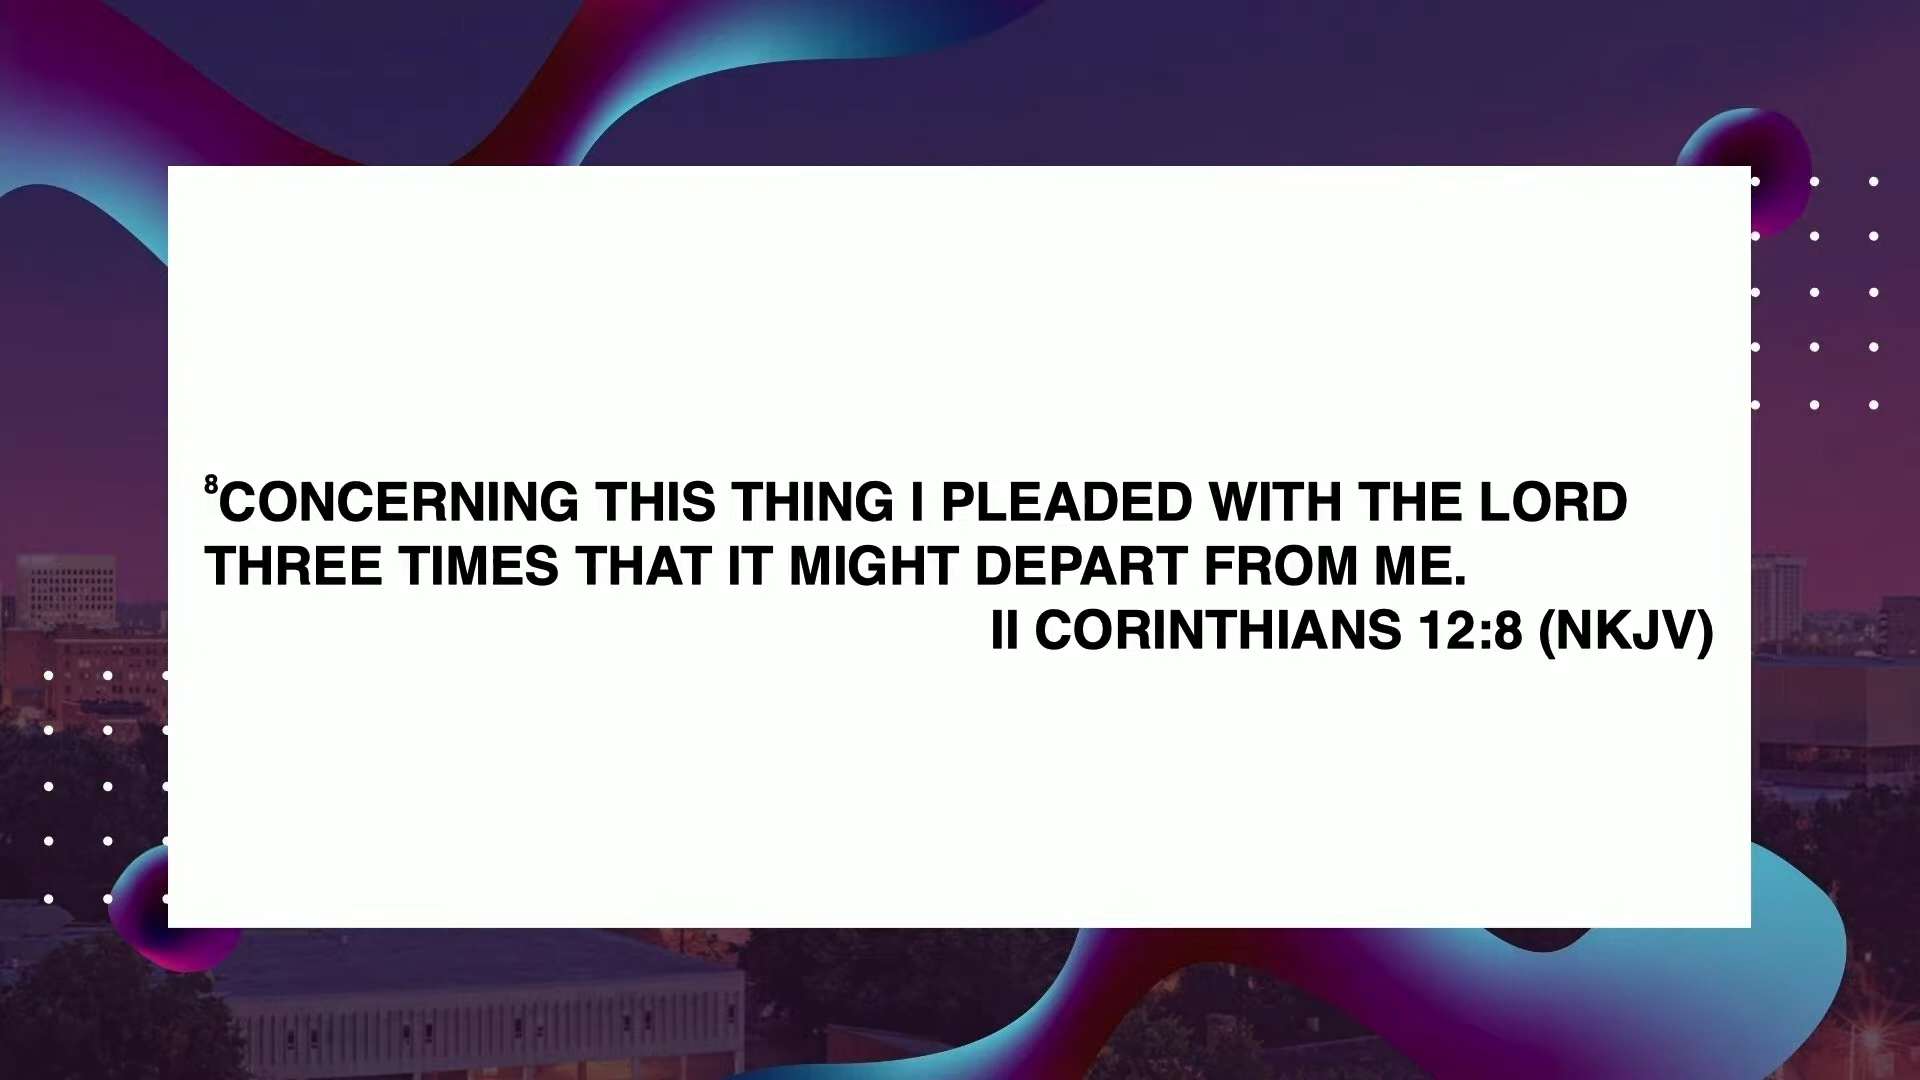 ⁸CONCERNING THIS THING I PLEADED WITH THE LORD
THREE TIMES THAT IT MIGHT DEPART FROM ME.
II CORINTHIANS 12:8 (NKJV)